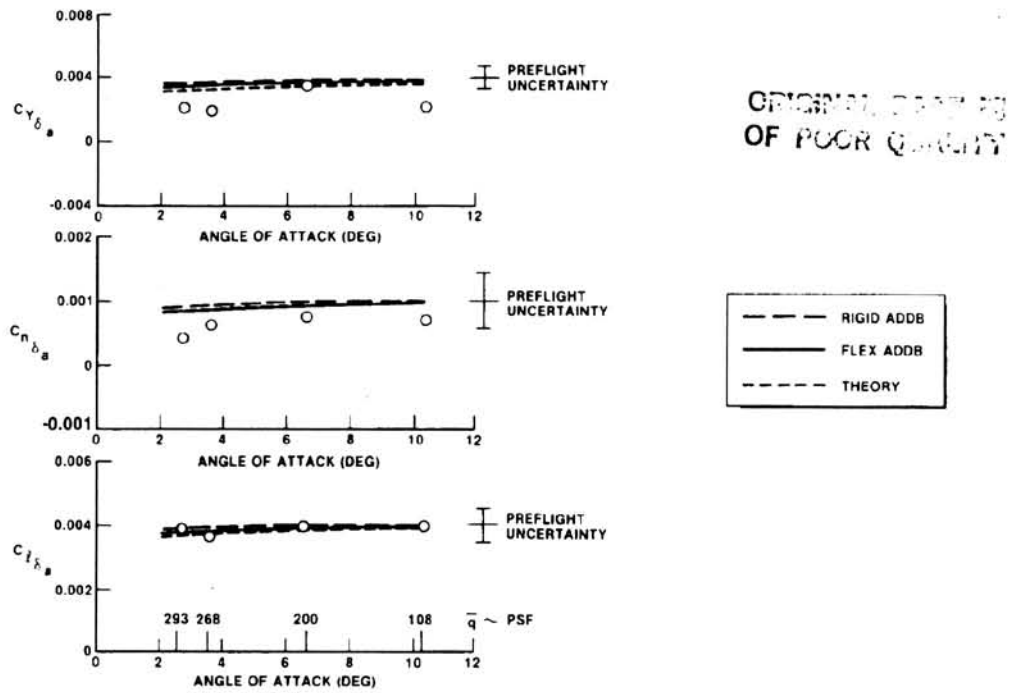 0.008
0.004
C Y δ a
0
-0.004
0 2 4 6 8 10 12
ANGLE OF ATTACK (DEG)
PREFLIGHT
UNCERTAINTY
ORIGINAL
OF POOR
0.002
0.001
C n δ a
0
-0.001
0 2 4 6 8 10 12
ANGLE OF ATTACK (DEG)
PREFLIGHT
UNCERTAINTY
RIGID ADDB
FLEX ADDB
THEORY
0.006
0.004
C l δ a
0.002
0
PREFLIGHT
UNCERTAINTY
293 268 200 108 q ~ PSF
0 2 4 6 8 10 12
ANGLE OF ATTACK (DEG)